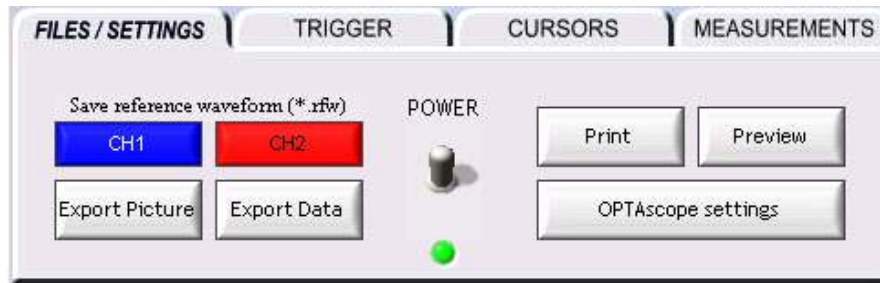 FILES / SETTINGS TRIGGER CURSORS MEASUREMENTS
Save reference waveform (*.rfw)
CH1 CH2
Export Picture Export Data
POWER
Print Preview
OPTAscope settings